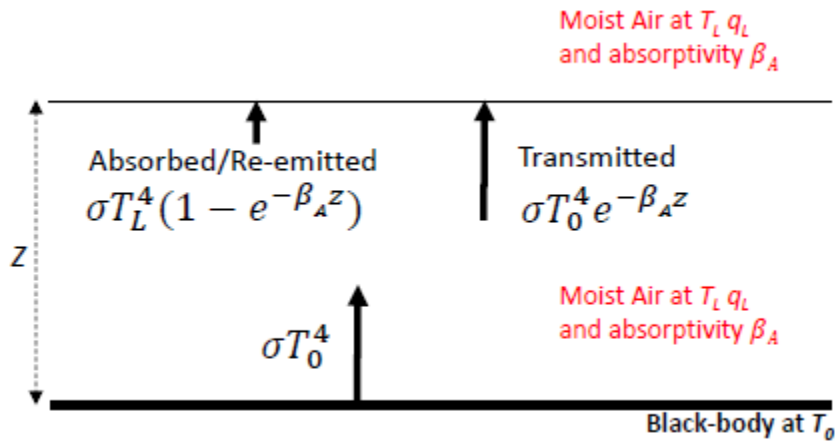 Moist Air at T_L q_L
and absorptivity β_A
Absorbed/Re-emitted
Transmitted
σT_L^4(1 − e^{−β_A z})
σT_0^4 e^{−β_A z}
z
Moist Air at T_L q_L
and absorptivity β_A
σT_0^4
Black-body at T_0